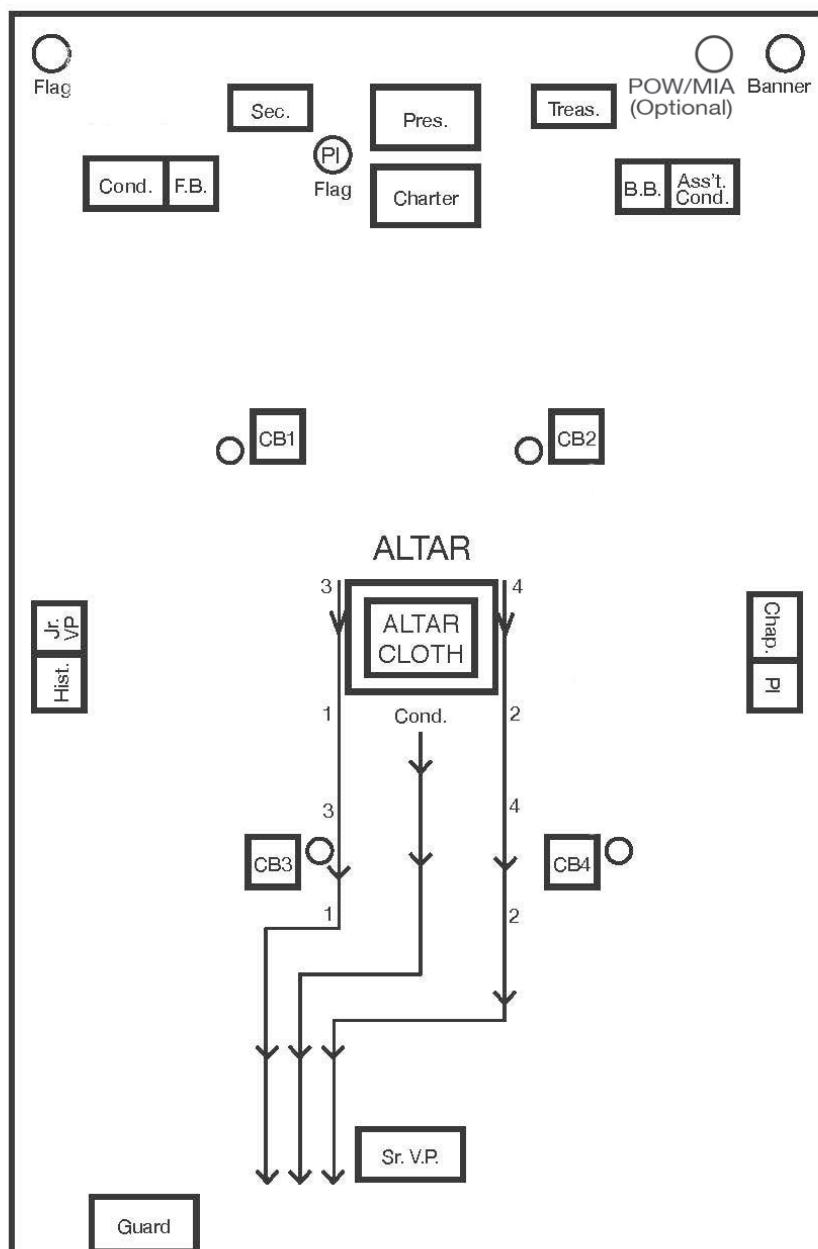 Flag
POW/MIA
(Optional)
Banner
Sec.
Pres.
Treas.
PI
Flag
Cond.
F.B.
Charter
B.B.
Ass't.
Cond.
CB1
CB2
ALTAR
3
4
ALTAR
CLOTH
Jr.
VP
Hist.
Chap.
PI
1
Cond.
2
3
4
CB3
CB4
1
2
Sr. V.P.
Guard